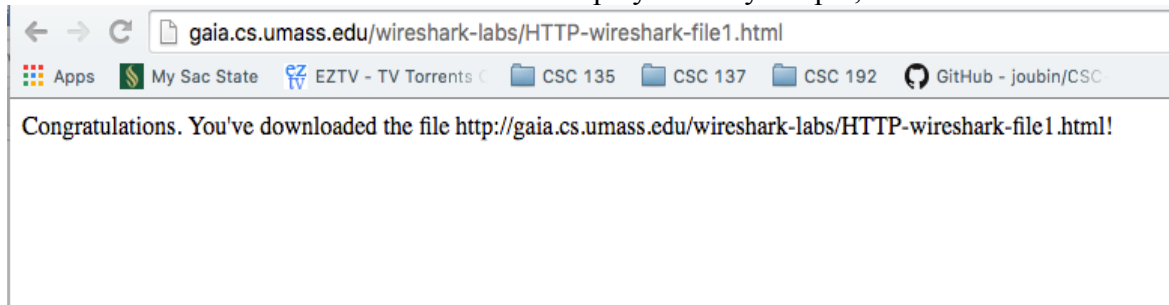 gaia.cs.umass.edu/wireshark-labs/HTTP-wireshark-file1.html
Apps My Sac State EZ TV EZTV - TV Torrents CSC 135 CSC 137 CSC 192 GitHub - joubin/CSC-
Congratulations. You've downloaded the file http://gaia.cs.umass.edu/wireshark-labs/HTTP-wireshark-file1.html!